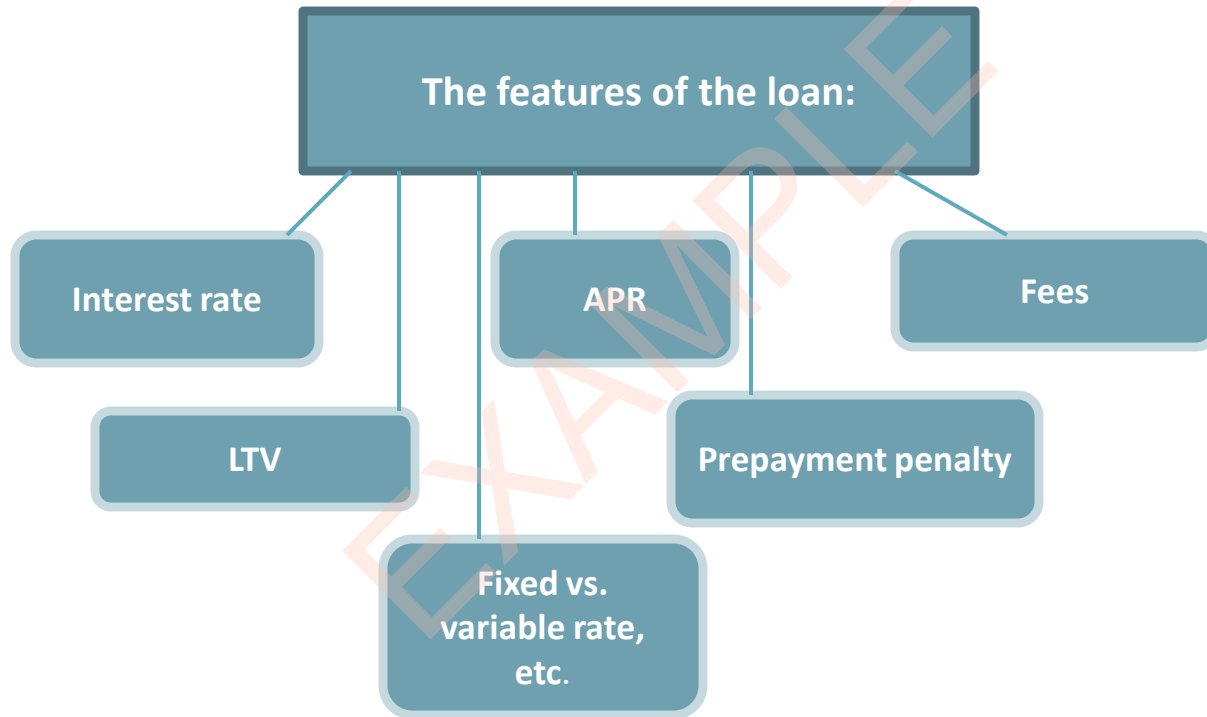 The features of the loan:
Interest rate
APR
Fees
LTV
Prepayment penalty
Fixed vs.
variable rate,
etc.
EXAMPLE